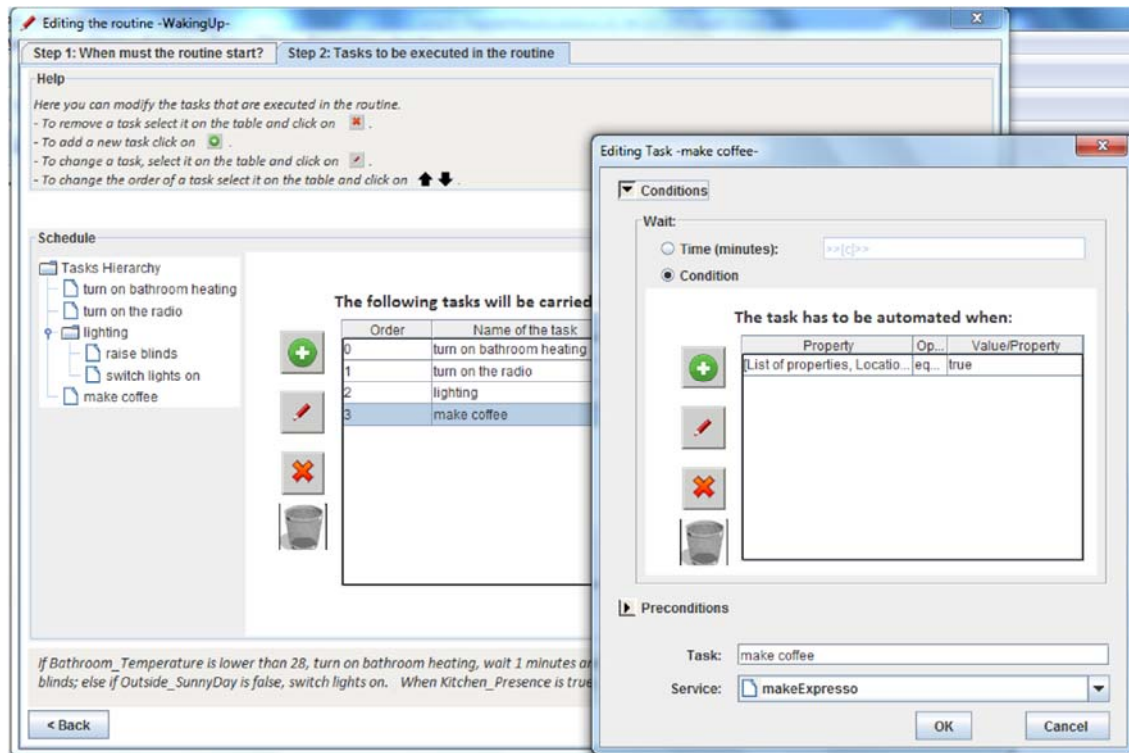 Editing the routine -WakingUp-
Step 1: When must the routine start?
Step 2: Tasks to be executed in the routine
Help
Here you can modify the tasks that are executed in the routine.
- To remove a task select it on the table and click on .
- To add a new task click on .
- To change a task, select it on the table and click on .
- To change the order of a task select it on the table and click on .
Schedule
Tasks Hierarchy
turn on bathroom heating
turn on the radio
lighting
raise blinds
switch lights on
make coffee
The following tasks will be carried
Order Name of the task
0 turn on bathroom heating
1 turn on the radio
2 lighting
3 make coffee
If Bathroom_Temperature is lower than 28, turn on bathroom heating, wait 1 minutes
blinds; else if Outside_SunnyDay is false, switch lights on. When Kitchen_Presence is true
< Back
Editing Task -make coffee-
Conditions
Wait:
Time (minutes): >>[c]>>
Condition
The task has to be automated when:
Property Op... Value/Property
[List of properties, Locatio... eq... true
Preconditions
Task: make coffee
Service: makeExpresso
OK Cancel